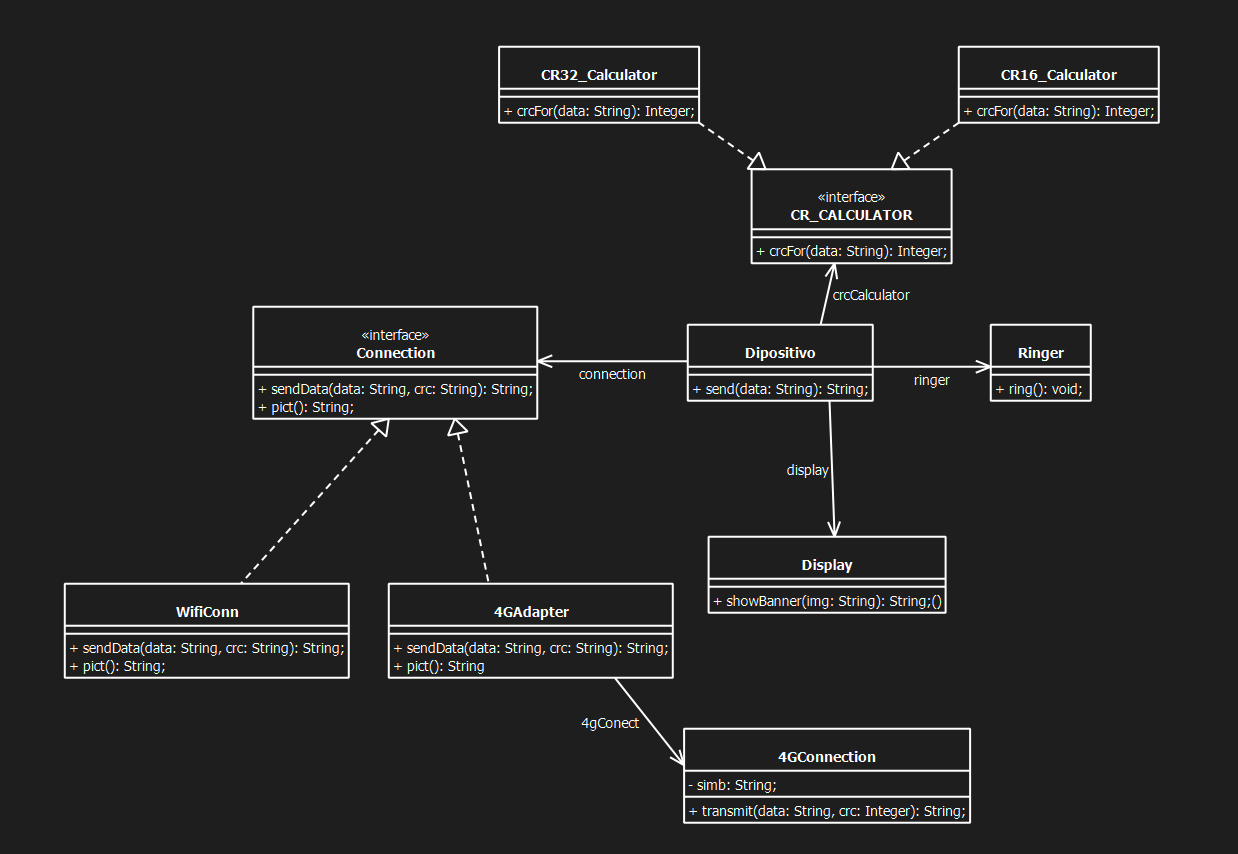 CR32_Calculator
+ crcFor(data: String): Integer;
CR16_Calculator
+ crcFor(data: String): Integer;
«interface»
CR_CALCULATOR
+ crcFor(data: String): Integer;
crcCalculator
«interface»
Connection
+ sendData(data: String, crc: String): String;
+ pict(): String;
connection
Dipositivo
+ send(data: String): String;
ringer
Ringer
+ ring(): void;
display
Display
+ showBanner(img: String): String;()
WifiConn
+ sendData(data: String, crc: String): String;
+ pict(): String;
4GAdapter
+ sendData(data: String, crc: String): String;
+ pict(): String
4gConect
4GConnection
- simb: String;
+ transmit(data: String, crc: Integer): String;